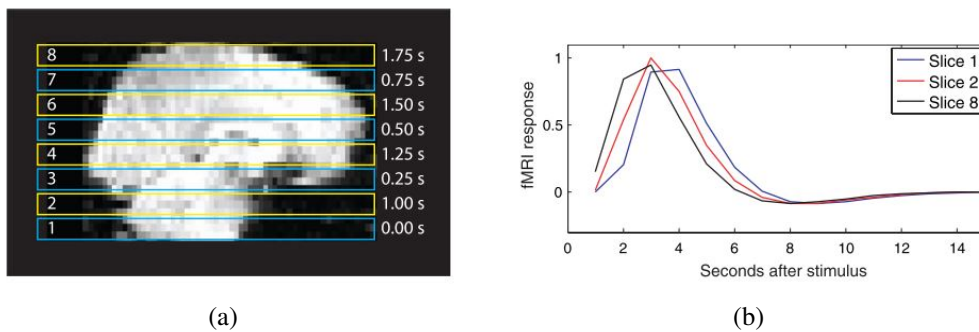 8 1.75 s
7 0.75 s
6 1.50 s
5 0.50 s
4 1.25 s
3 0.25 s
2 1.00 s
1 0.00 s
(a)
1
0.5
0
fMRI response
Slice 1
Slice 2
Slice 8
0 2 4 6 8 10 12 14
Seconds after stimulus
(b)